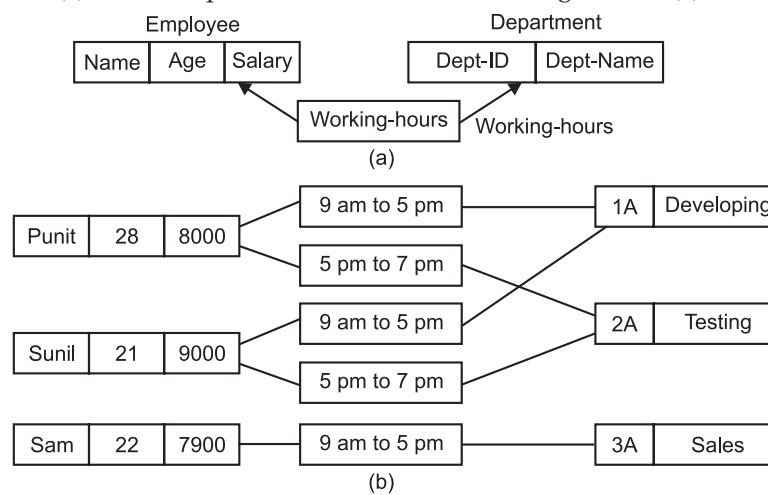 Employee
Department
Name Age Salary
Dept-ID Dept-Name
Working-hours
Working-hours
(a)
9 am to 5 pm
1A Developing
Punit 28 8000
5 pm to 7 pm
9 am to 5 pm
2A Testing
Sunil 21 9000
5 pm to 7 pm
Sam 22 7900
9 am to 5 pm
3A Sales
(b)